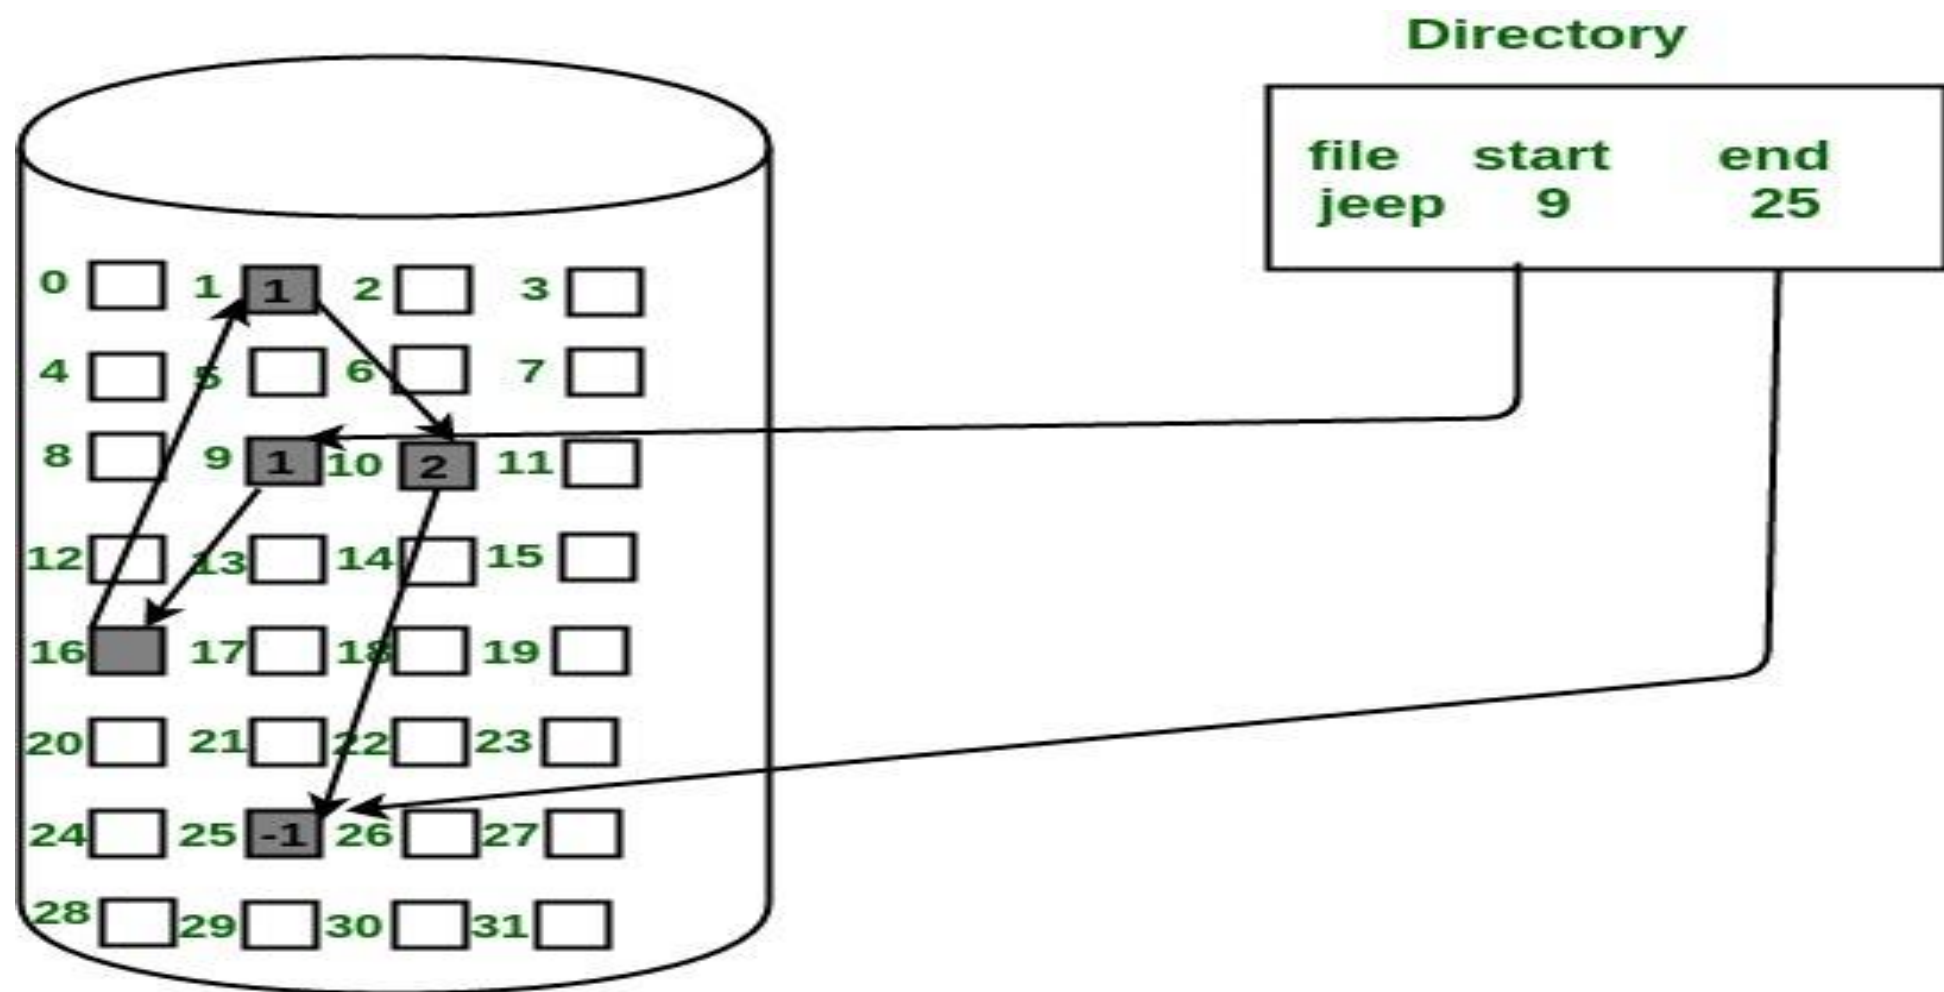 Directory
file start end
jeep 9 25
0 1 1 2 3
4 5 6 7
8 9 1 10 2 11
12 13 14 15
16 17 18 19
20 21 22 23
24 25 -1 26 27
28 29 30 31